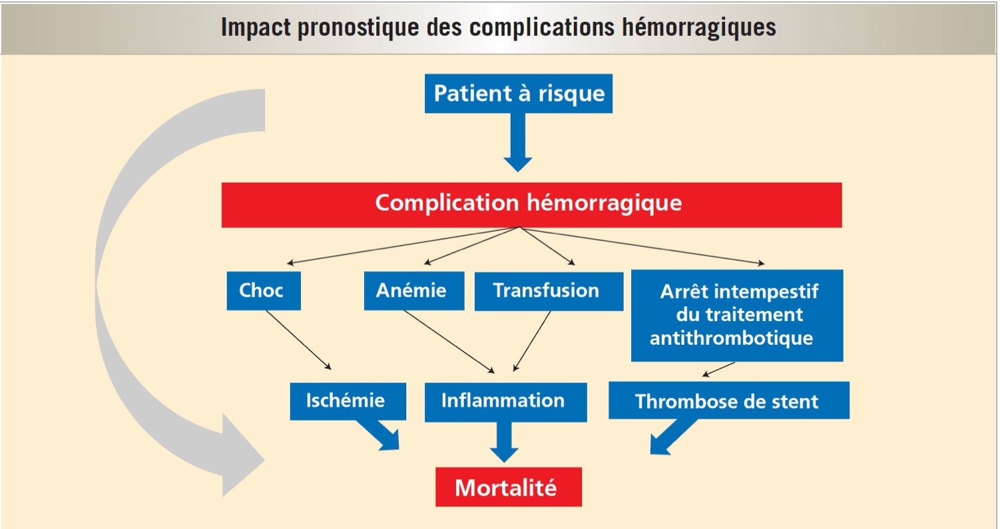 Impact pronostique des complications hémorragiques
Patient à risque
Complication hémorragique
Choc
Anémie
Transfusion
Arrêt intempestif
du traitement
antithrombotique
Ischémie
Inflammation
Thrombose de stent
Mortalité